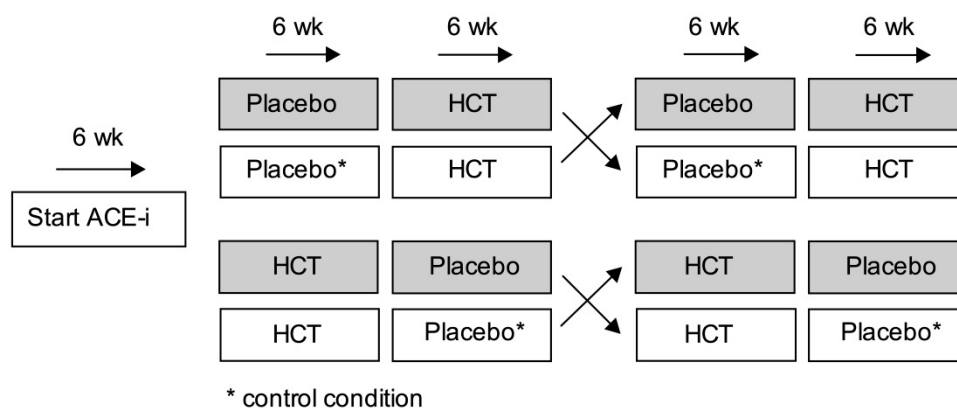 6 wk 6 wk 6 wk 6 wk
Placebo HCT Placebo HCT
6 wk
Placebo* HCT Placebo* HCT
Start ACE-i
HCT Placebo HCT Placebo
HCT Placebo* HCT Placebo*
* control condition